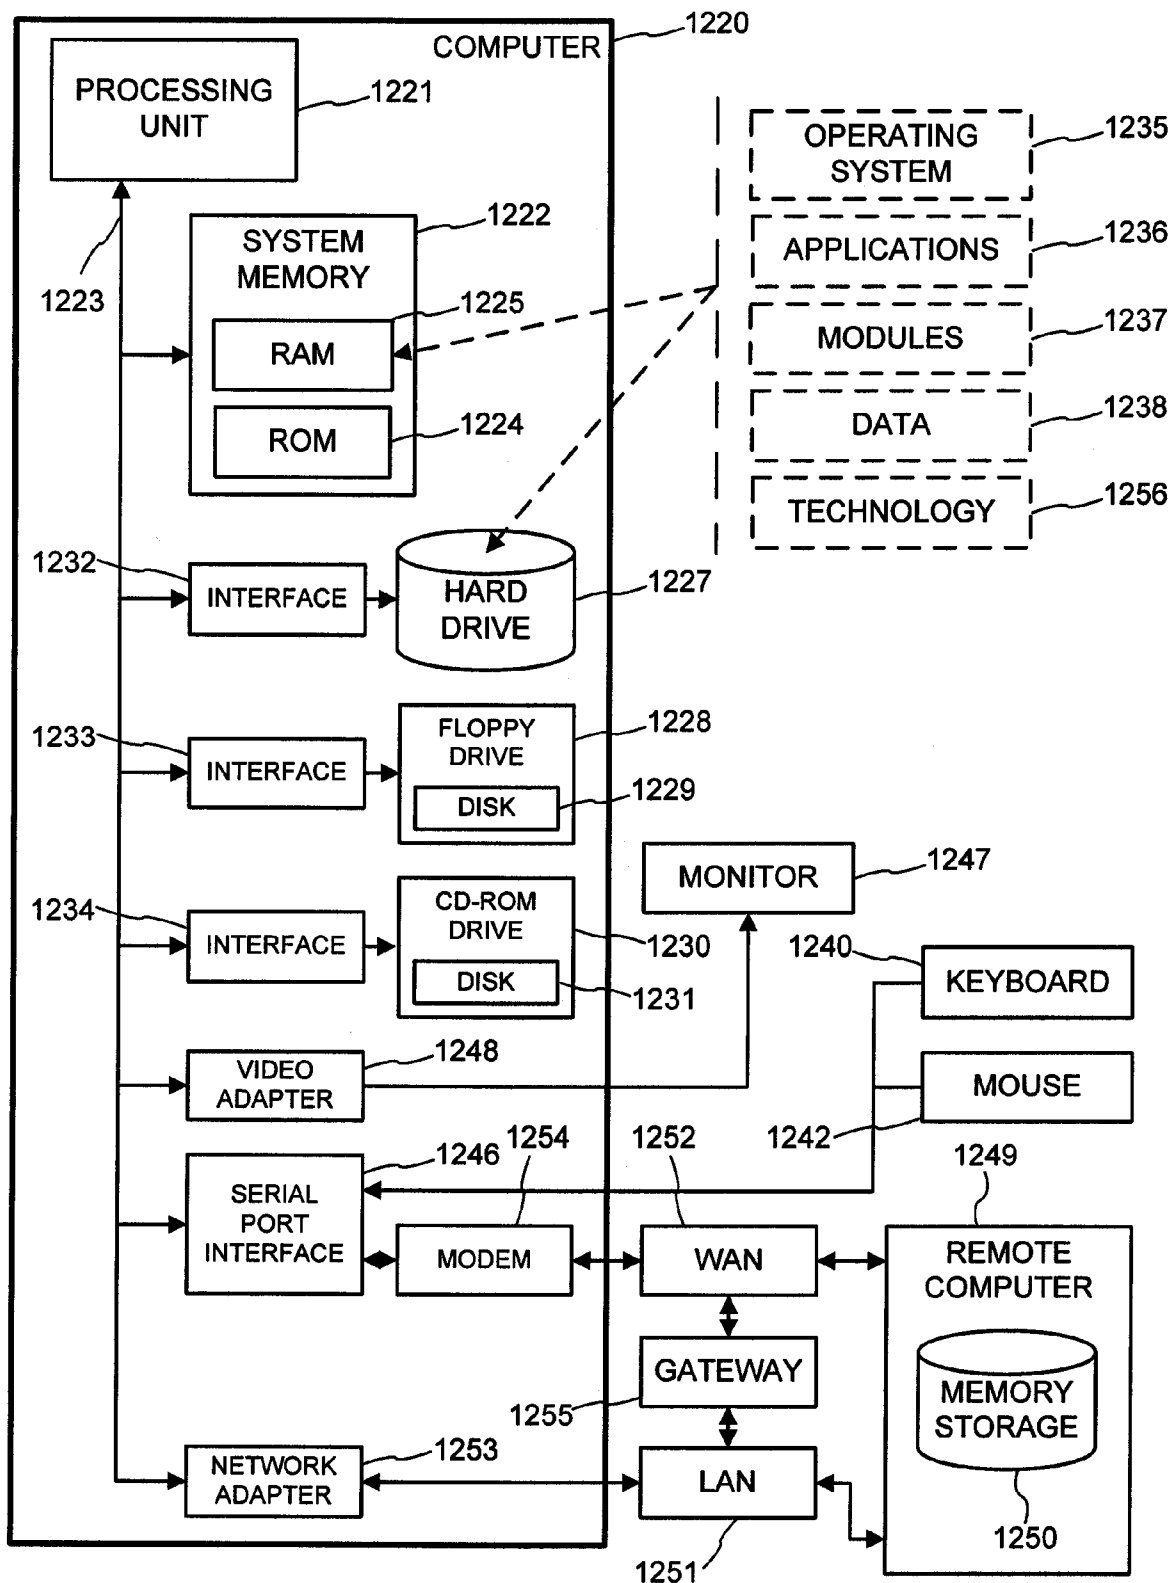 COMPUTER
1220
PROCESSING
UNIT
1221
1223
SYSTEM
MEMORY
1222
1225
RAM
ROM
1224
OPERATING
SYSTEM
1235
APPLICATIONS
1236
MODULES
1237
DATA
1238
TECHNOLOGY
1256
1232
INTERFACE
HARD
DRIVE
1227
1233
INTERFACE
FLOPPY
DRIVE
1228
DISK
1229
1234
INTERFACE
CD-ROM
DRIVE
1230
DISK
1231
MONITOR
1247
1240
KEYBOARD
MOUSE
1242
VIDEO
ADAPTER
1248
1246
SERIAL
PORT
INTERFACE
1254
MODEM
1252
WAN
1249
REMOTE
COMPUTER
GATEWAY
1255
MEMORY
STORAGE
1250
NETWORK
ADAPTER
1253
LAN
1251